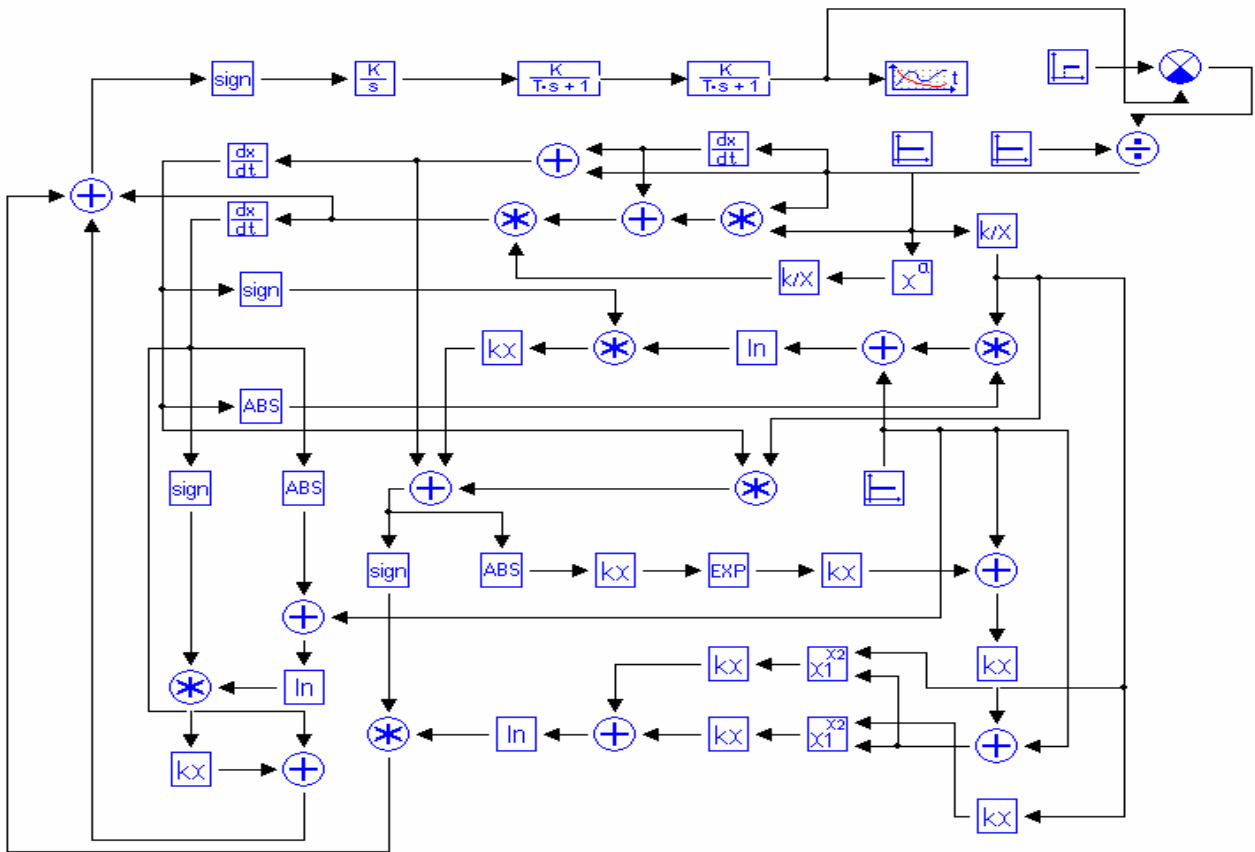 sign K/s K/T·s + 1 K/T·s + 1 t
dx/dt dx/dt
dx/dt k/X
sign k/X x^a
kx ln
ABS
sign ABS
sign ABS kx EXP kx
kx x1^x2 kx
ln
ln kx x1^x2
kx
kx